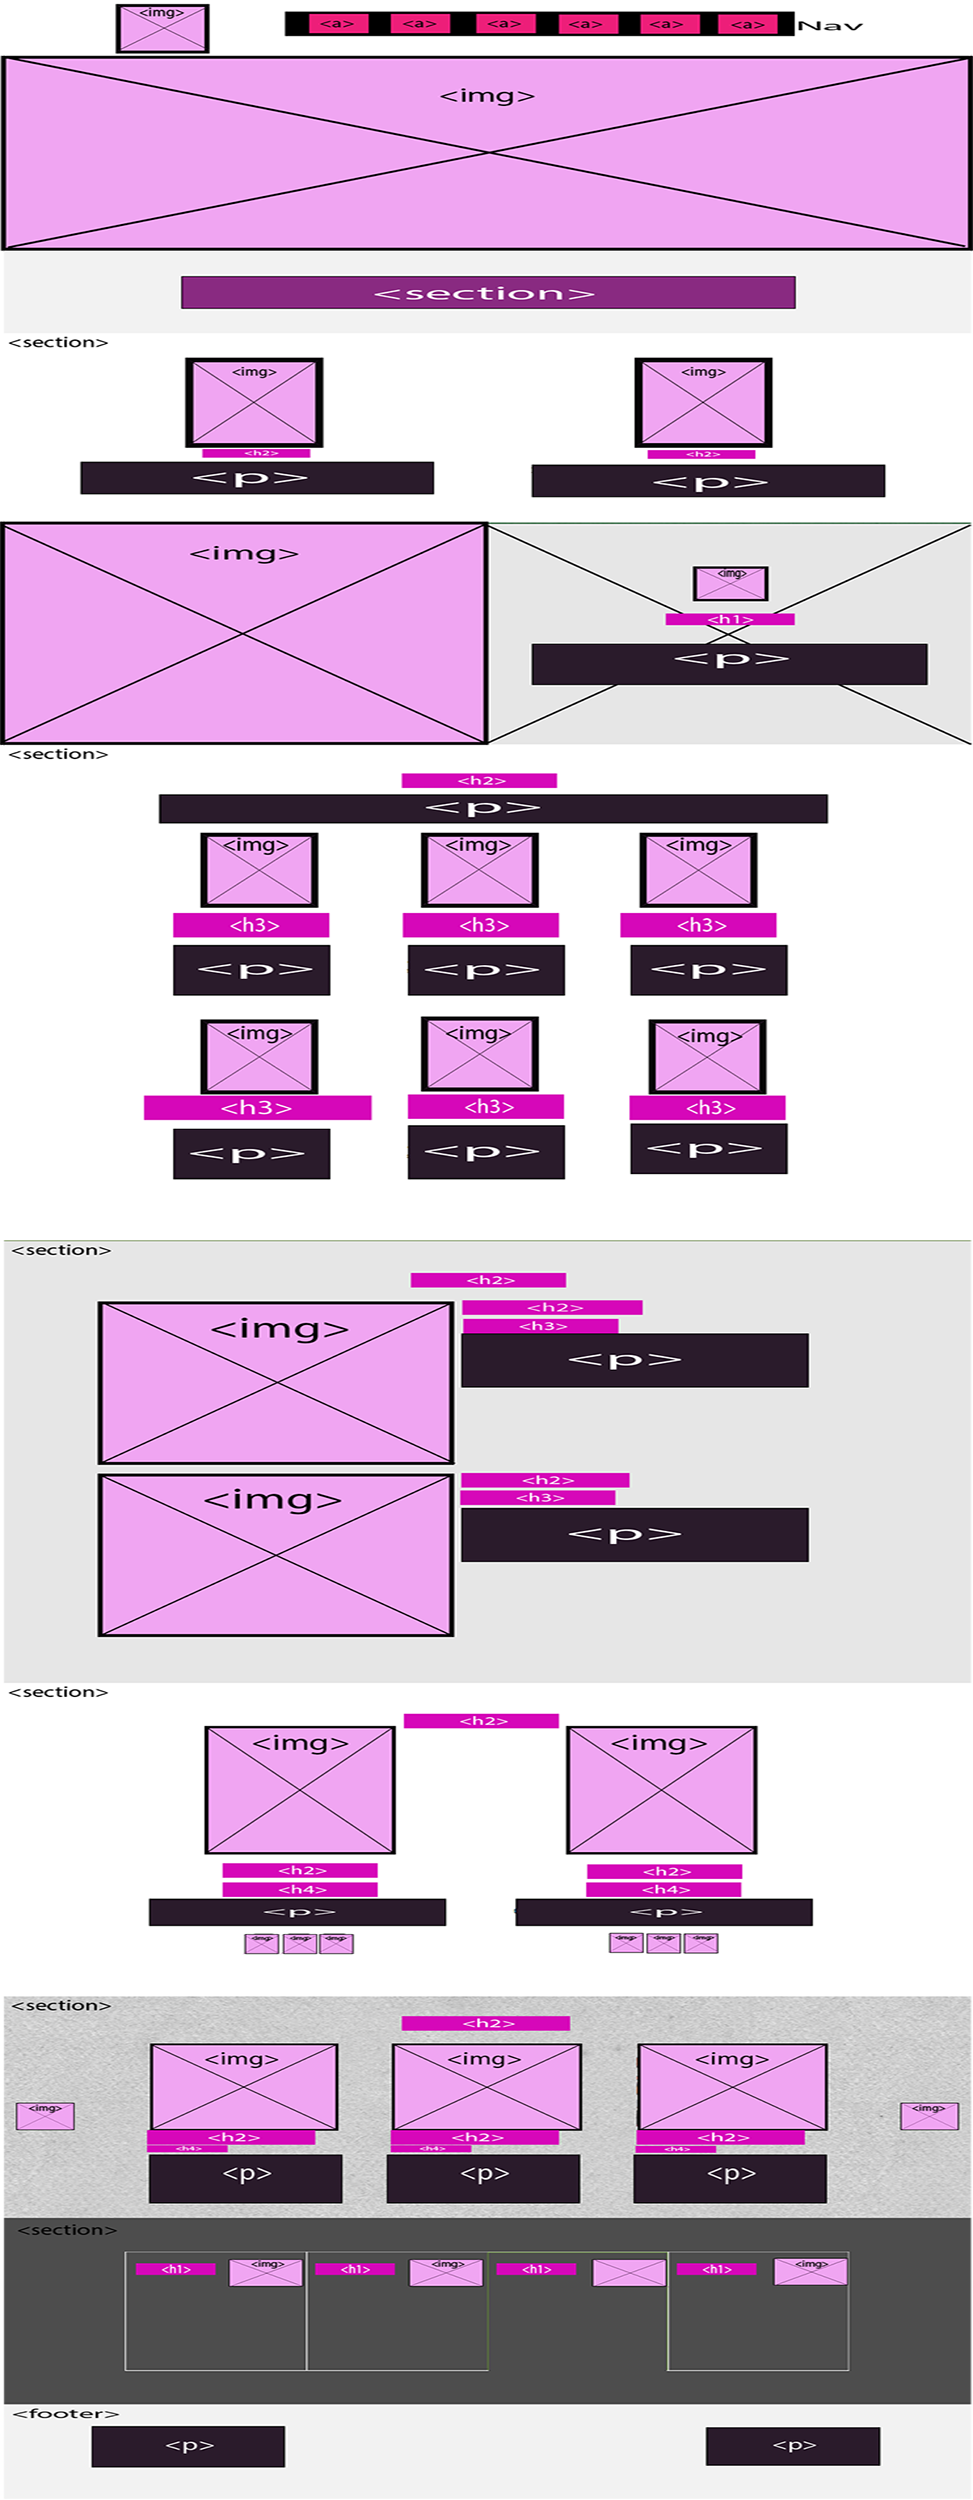 <img>
<a> <a> <a> <a> <a> <a> Nav
<img>
<section>
<section>
<img> <img>
<h2> <h2>
<p> <p>
<img>
<img>
<h1>
<p>
<section>
<h2>
<p>
<img> <img> <img>
<h3> <h3> <h3>
<p> <p> <p>
<img> <img> <img>
<h3> <h3> <h3>
<p> <p> <p>
<section>
<h2>
<img>
<h2>
<h3>
<p>
<img>
<h2>
<h3>
<p>
<section>
<h2>
<img> <img>
<h2> <h2>
<h4> <h4>
<p> <p>
<img> <img> <img> <img> <img> <img>
<section>
<h2>
<img> <img> <img>
<img> <img>
<h2> <h2> <h2>
<h4> <h4> <h4>
<p> <p> <p>
<section>
<h1> <img> <h1> <img> <h1> <h1> <img>
<footer>
<p> <p>